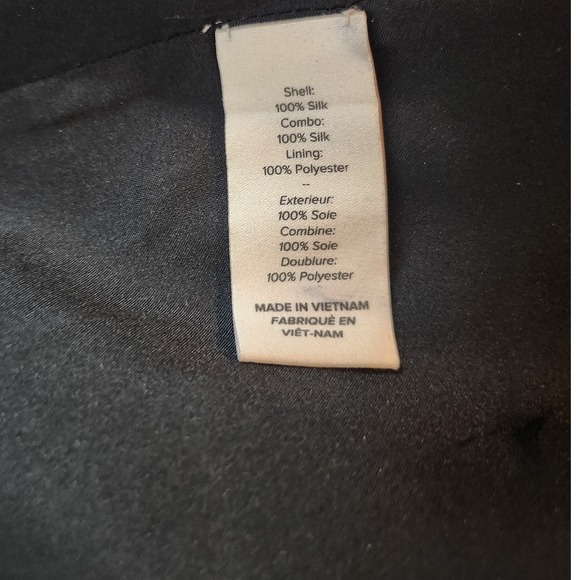 Shell:
100% Silk
Combo:
100% Silk
Lining:
100% Polyester
--
Exterieur:
100% Soie
Combine:
100% Soie
Doublure:
100% Polyester
MADE IN VIETNAM
FABRIQUÉ EN
VIÊT-NAM